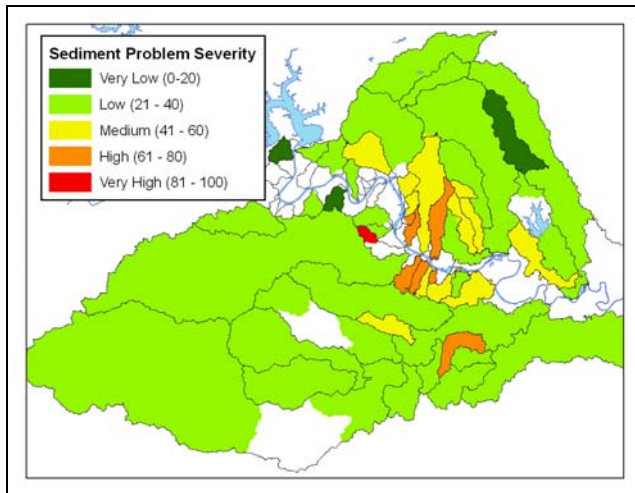 Sediment Problem Severity
Very Low (0-20)
Low (21 - 40)
Medium (41 - 60)
High (61 - 80)
Very High (81 - 100)